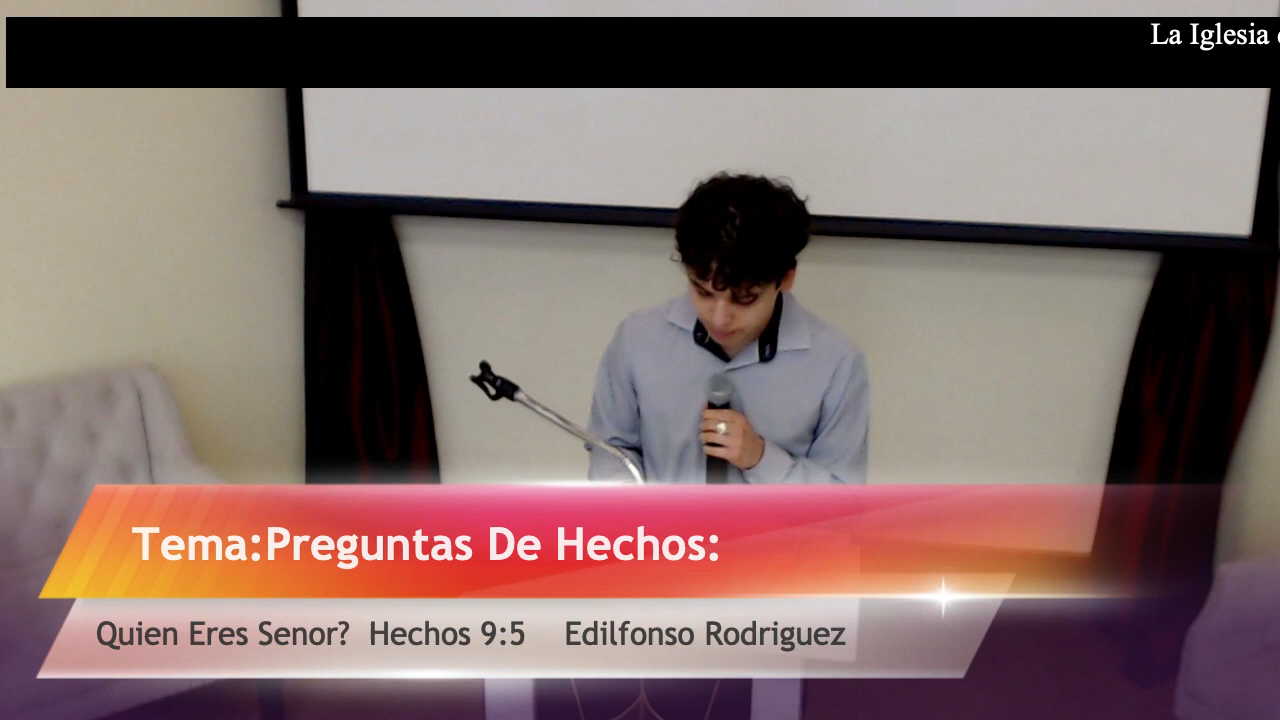 La Iglesia
Tema:Preguntas De Hechos:
Quien Eres Senor? Hechos 9:5 Edilfonso Rodriguez